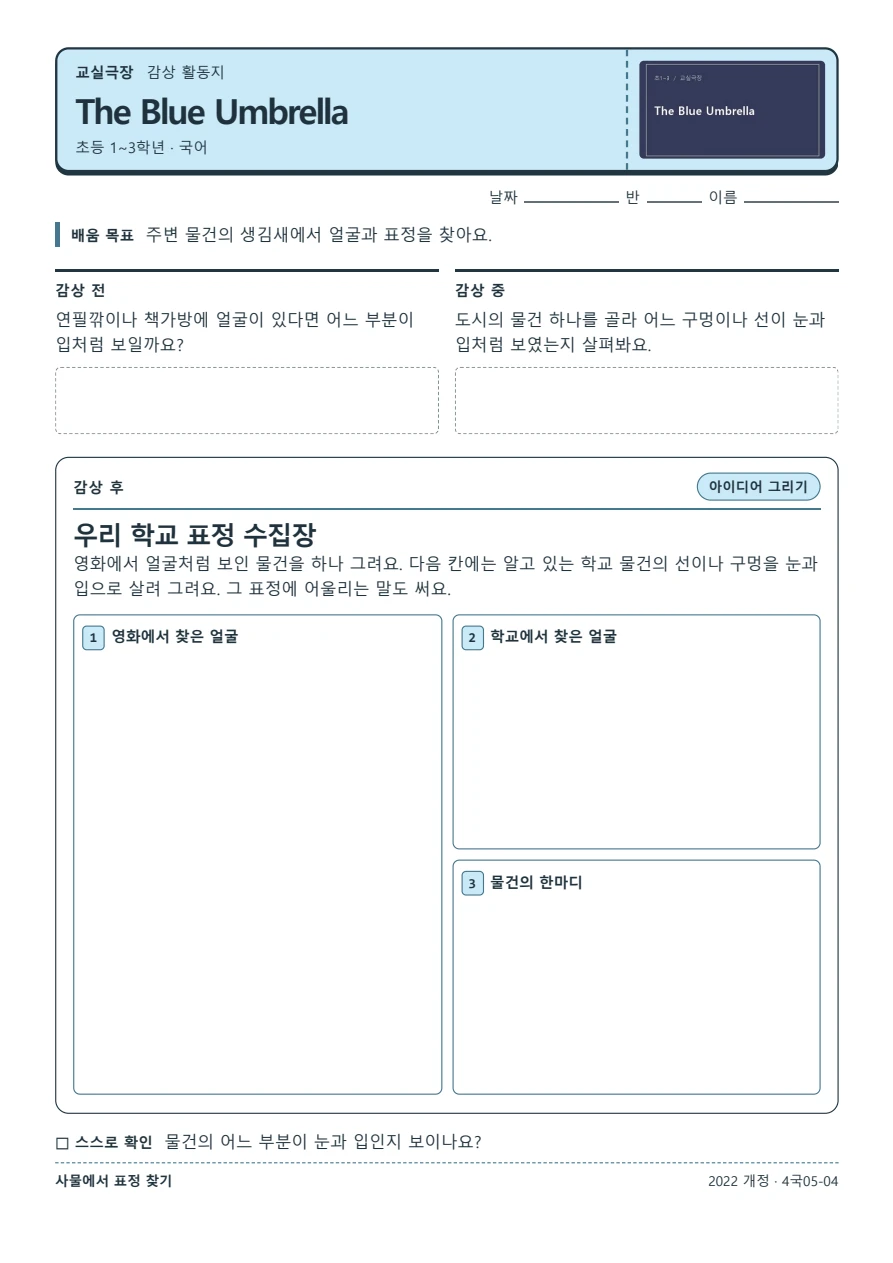 교실극장 감상 활동지
The Blue Umbrella
초등 1~3학년 · 국어
초1~3 / 교실극장
The Blue Umbrella
날짜 반 이름
배움 목표 주변 물건의 생김새에서 얼굴과 표정을 찾아요.
감상 전
연필깎이나 책가방에 얼굴이 있다면 어느 부분이
입처럼 보일까요?
감상 중
도시의 물건 하나를 골라 어느 구멍이나 선이 눈과
입처럼 보였는지 살펴봐요.
감상 후
아이디어 그리기
우리 학교 표정 수집장
영화에서 얼굴처럼 보인 물건을 하나 그려요. 다음 칸에는 알고 있는 학교 물건의 선이나 구멍을 눈과
입으로 살려 그려요. 그 표정에 어울리는 말도 써요.
1 영화에서 찾은 얼굴
2 학교에서 찾은 얼굴
3 물건의 한마디
스스로 확인 물건의 어느 부분이 눈과 입인지 보이나요?
사물에서 표정 찾기
2022 개정 · 4국05-04